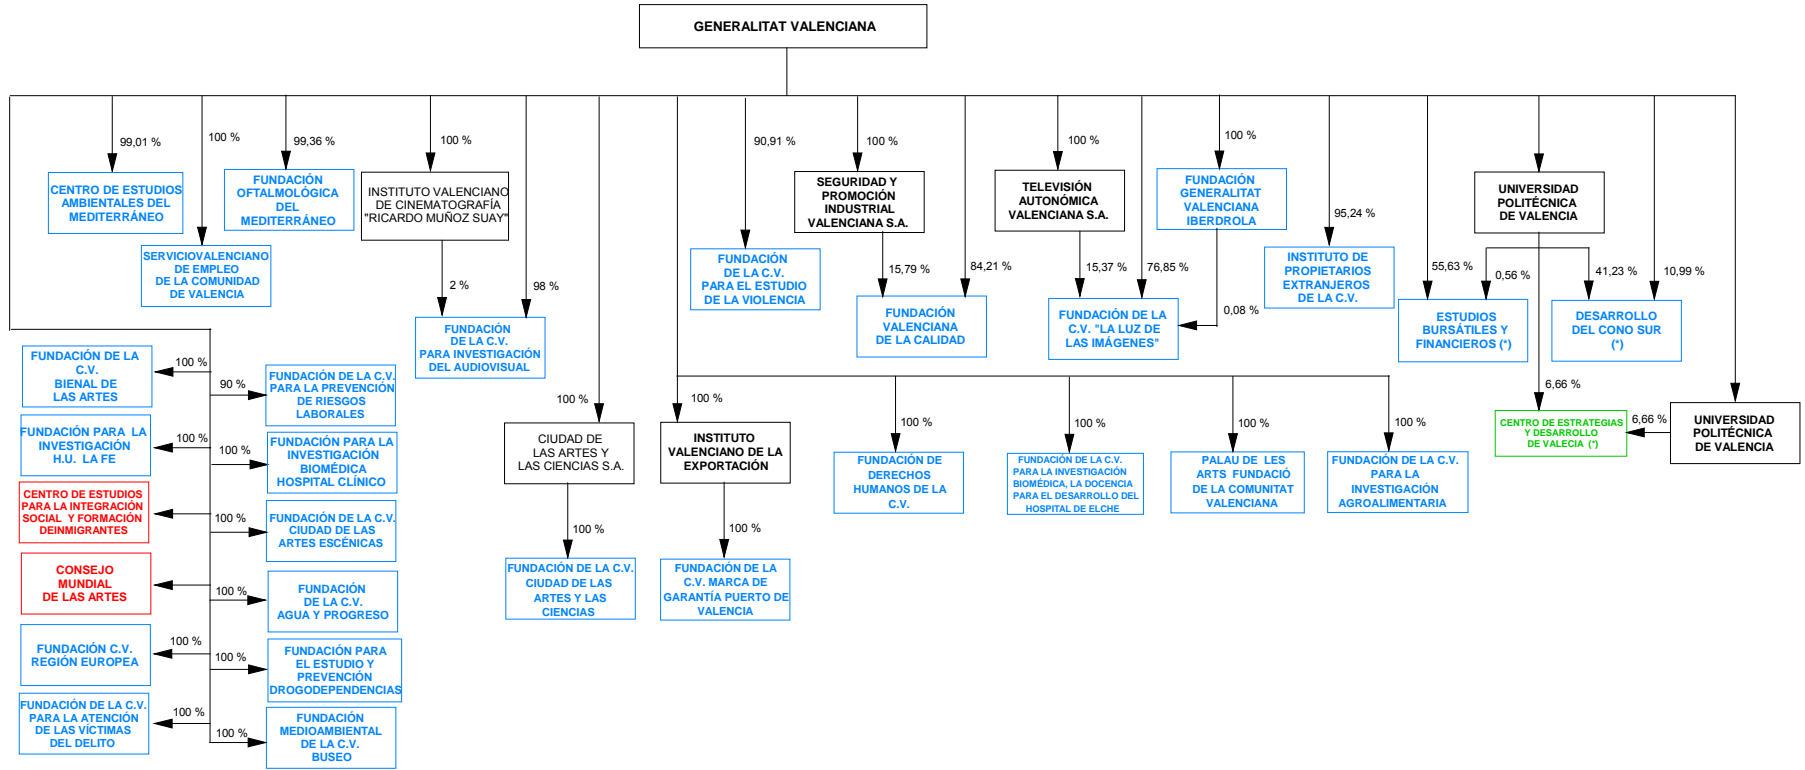 GENERALITAT VALENCIANA
99,01 %
100 %
99,36 %
100 %
100 %
90,91 %
100 %
100 %
100 %
95,24 %
CENTRO DE ESTUDIOS
AMBIENTALES DEL
MEDITERRÁNEO
FUNDACIÓN
OFTALMOLÓGICA
DEL
MEDITERRÁNEO
INSTITUTO VALENCIANO
DE CINEMATOGRAFÍA
"RICARDO MUÑOZ SUAY"
SEGURIDAD Y
PROMOCIÓN
INDUSTRIAL
VALENCIANA S.A.
TELEVISIÓN
AUTONÓMICA
VALENCIANA S.A.
FUNDACIÓN
GENERALITAT
VALENCIANA
IBERDROLA
UNIVERSIDAD
POLITÉCNICA
DE VALENCIA
SERVICIOVALENCIANO
DE EMPLEO
DE LA COMUNIDAD
DE VALENCIA
2 %
98 %
FUNDACIÓN
DE LA C.V.
PARA EL ESTUDIO
DE LA VIOLENCIA
15,79 %
84,21 %
15,37 %
76,85 %
0,08 %
INSTITUTO DE
PROPIETARIOS
EXTRANJEROS
DE LA C.V.
55,63 %
0,56 %
41,23 %
10,99 %
FUNDACIÓN
DE LA C.V.
PARA INVESTIGACIÓN
DEL AUDIOVISUAL
FUNDACIÓN
VALENCIANA
DE LA CALIDAD
FUNDACIÓN DE LA
C.V. "LA LUZ DE
LAS IMÁGENES"
ESTUDIOS
BURSÁTILES Y
FINANCIEROS (*)
DESARROLLO
DEL CONO SUR
(*)
FUNDACIÓN DE LA
C.V.
BIENAL DE
LAS ARTES
100 %
90 %
FUNDACIÓN DE LA C.V.
PARA LA PREVENCIÓN
DE RIESGOS
LABORALES
100 %
100 %
6,66 %
FUNDACIÓN PARA LA
INVESTIGACIÓN
H.U. LA FE
100 %
100 %
FUNDACIÓN PARA LA
INVESTIGACIÓN
BIOMÉDICA
HOSPITAL CLÍNICO
CIUDAD DE
LAS ARTES Y
LAS CIENCIAS S.A.
INSTITUTO
VALENCIANO DE LA
EXPORTACIÓN
100 %
100 %
100 %
100 %
CENTRO DE ESTRATEGIAS
Y DESARROLLO
DE VALECIA (*)
6,66 %
UNIVERSIDAD
POLITÉCNICA
DE VALENCIA
FUNDACIÓN DE
DERECHOS
HUMANOS DE LA
C.V.
FUNDACIÓN DE LA C.V.
PARA LA INVESTIGACIÓN
BIOMÉDICA, LA DOCENCIA
PARA EL DESARROLLO DEL
HOSPITAL DE ELCHE
PALAU DE LES
ARTS FUNDACIÓ
DE LA COMUNITAT
VALENCIANA
FUNDACIÓN DE LA C.V.
PARA LA
INVESTIGACIÓN
AGROALIMENTARIA
CENTRO DE ESTUDIOS
PARA LA INTEGRACIÓN
SOCIAL Y FORMACIÓN
DEINMIGRANTES
100 %
100 %
FUNDACIÓN DE LA C.V.
CIUDAD DE LAS
ARTES ESCÉNICAS
100 %
100 %
CONSEJO
MUNDIAL
DE LAS ARTES
100 %
100 %
FUNDACIÓN
DE LA C.V.
AGUA Y PROGRESO
FUNDACIÓN DE LA C.V.
CIUDAD DE LAS
ARTES Y LAS
CIENCIAS
FUNDACIÓN DE LA
C.V. MARCA DE
GARANTÍA PUERTO DE
VALENCIA
FUNDACIÓN C.V.
REGIÓN EUROPEA
100 %
100 %
FUNDACIÓN PARA
EL ESTUDIO Y
PREVENCIÓN
DROGODEPENDENCIAS
FUNDACIÓN DE LA C.V.
PARA LA ATENCIÓN
DE LAS VÍCTIMAS
DEL DELITO
100 %
100 %
FUNDACIÓN
MEDIOAMBIENTAL
DE LA C.V.
BUSEO